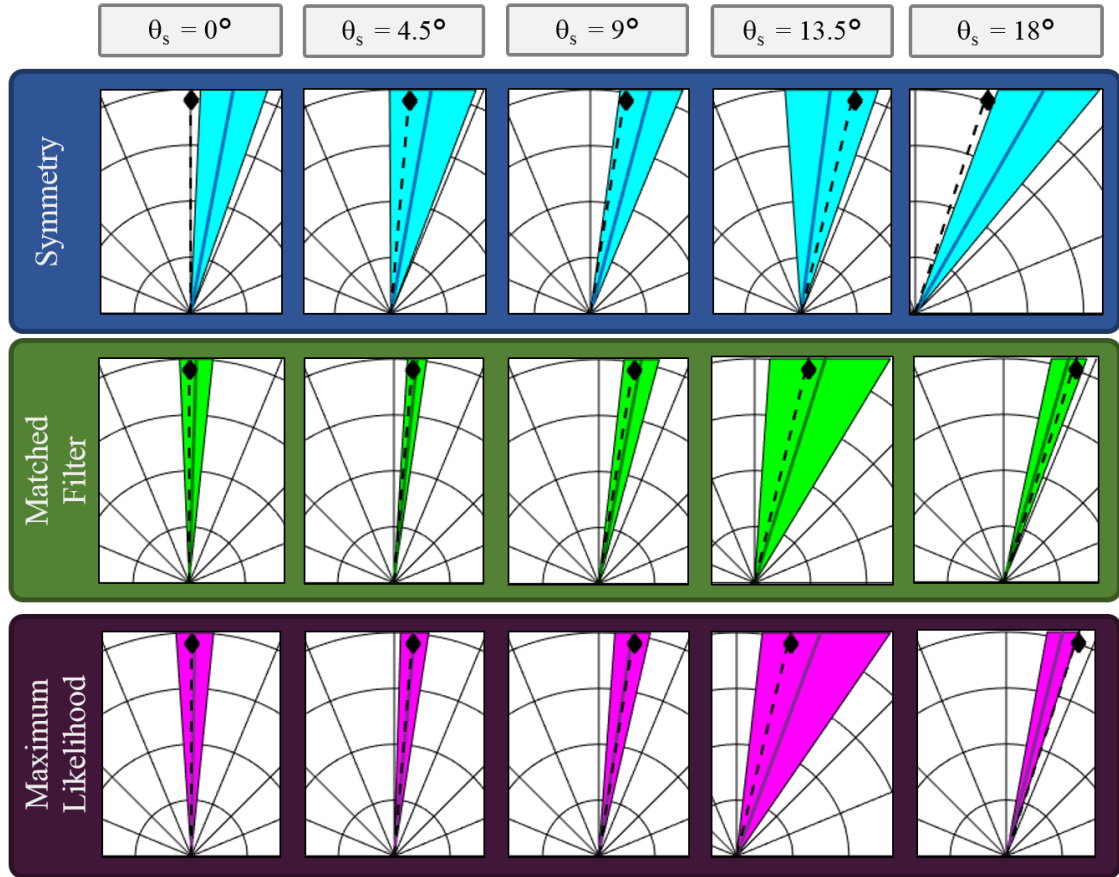 θs = 0°
θs = 4.5°
θs = 9°
θs = 13.5°
θs = 18°
Symmetry
Matched
Filter
Maximum
Likelihood